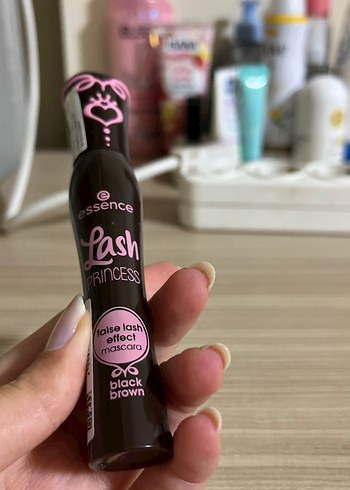 essence
Lash
PRINCESS
false lash
effect
mascara
black
brown